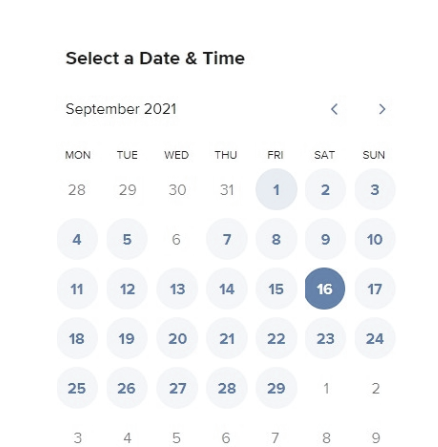 Select a Date & Time
September 2021
MON TUE WED THU FRI SAT SUN
28 29 30 31 1 2 3
4 5 6 7 8 9 10
11 12 13 14 15 16 17
18 19 20 21 22 23 24
25 26 27 28 29 1 2
3 4 5 6 7 8 9